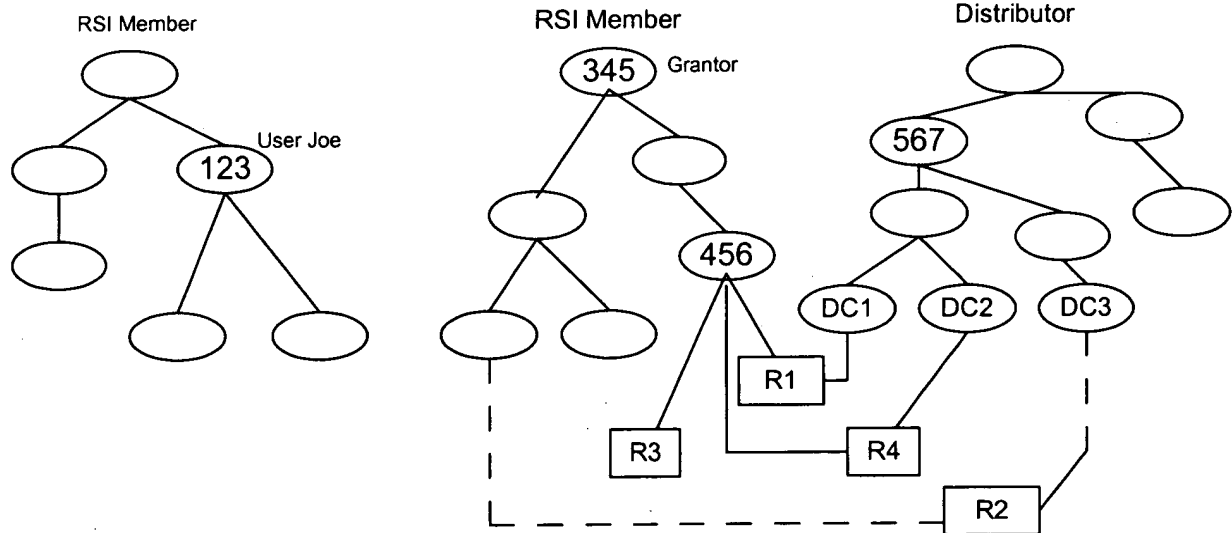 RSI Member
RSI Member
Distributor
345
Grantor
567
User Joe
123
456
DC1
DC2
DC3
R1
R3
R4
R2